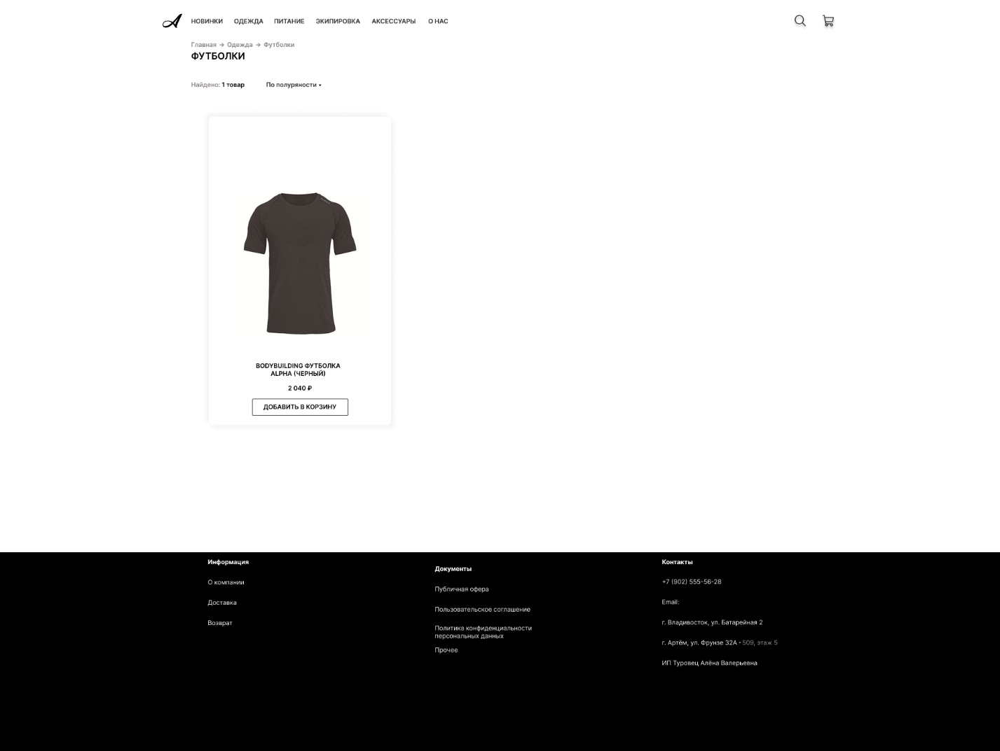 НОВИНКИ ОДЕЖДА ПИТАНИЕ ЭКИПИРОВКА АКСЕССУАРЫ О НАС
Главная → Одежда → Футболки
ФУТБОЛКИ
Найдено: 1 товар По полуряности ▾
BODYBUILDING ФУТБОЛКА
ALPHA (ЧЕРНЫЙ)
2 040 ₽
ДОБАВИТЬ В КОРЗИНУ
Информация
О компании
Доставка
Возврат
Документы
Публичная офера
Пользовательское соглашение
Политика конфиденциальности
персональных данных
Прочее
Контакты
+7 (902) 555-56-28
Email:
г. Владивосток, ул. Батарейная 2
г. Артём, ул. Фрунзе 32А • 509, этаж 5
ИП Туровец Алёна Валерьевна